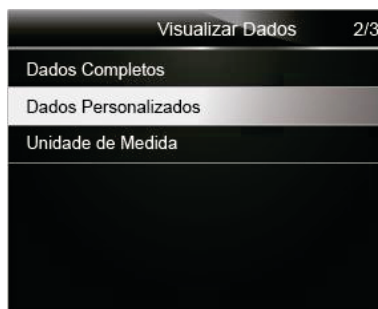 Visualizar Dados 2/3
Dados Completos
Dados Personalizados
Unidade de Medida